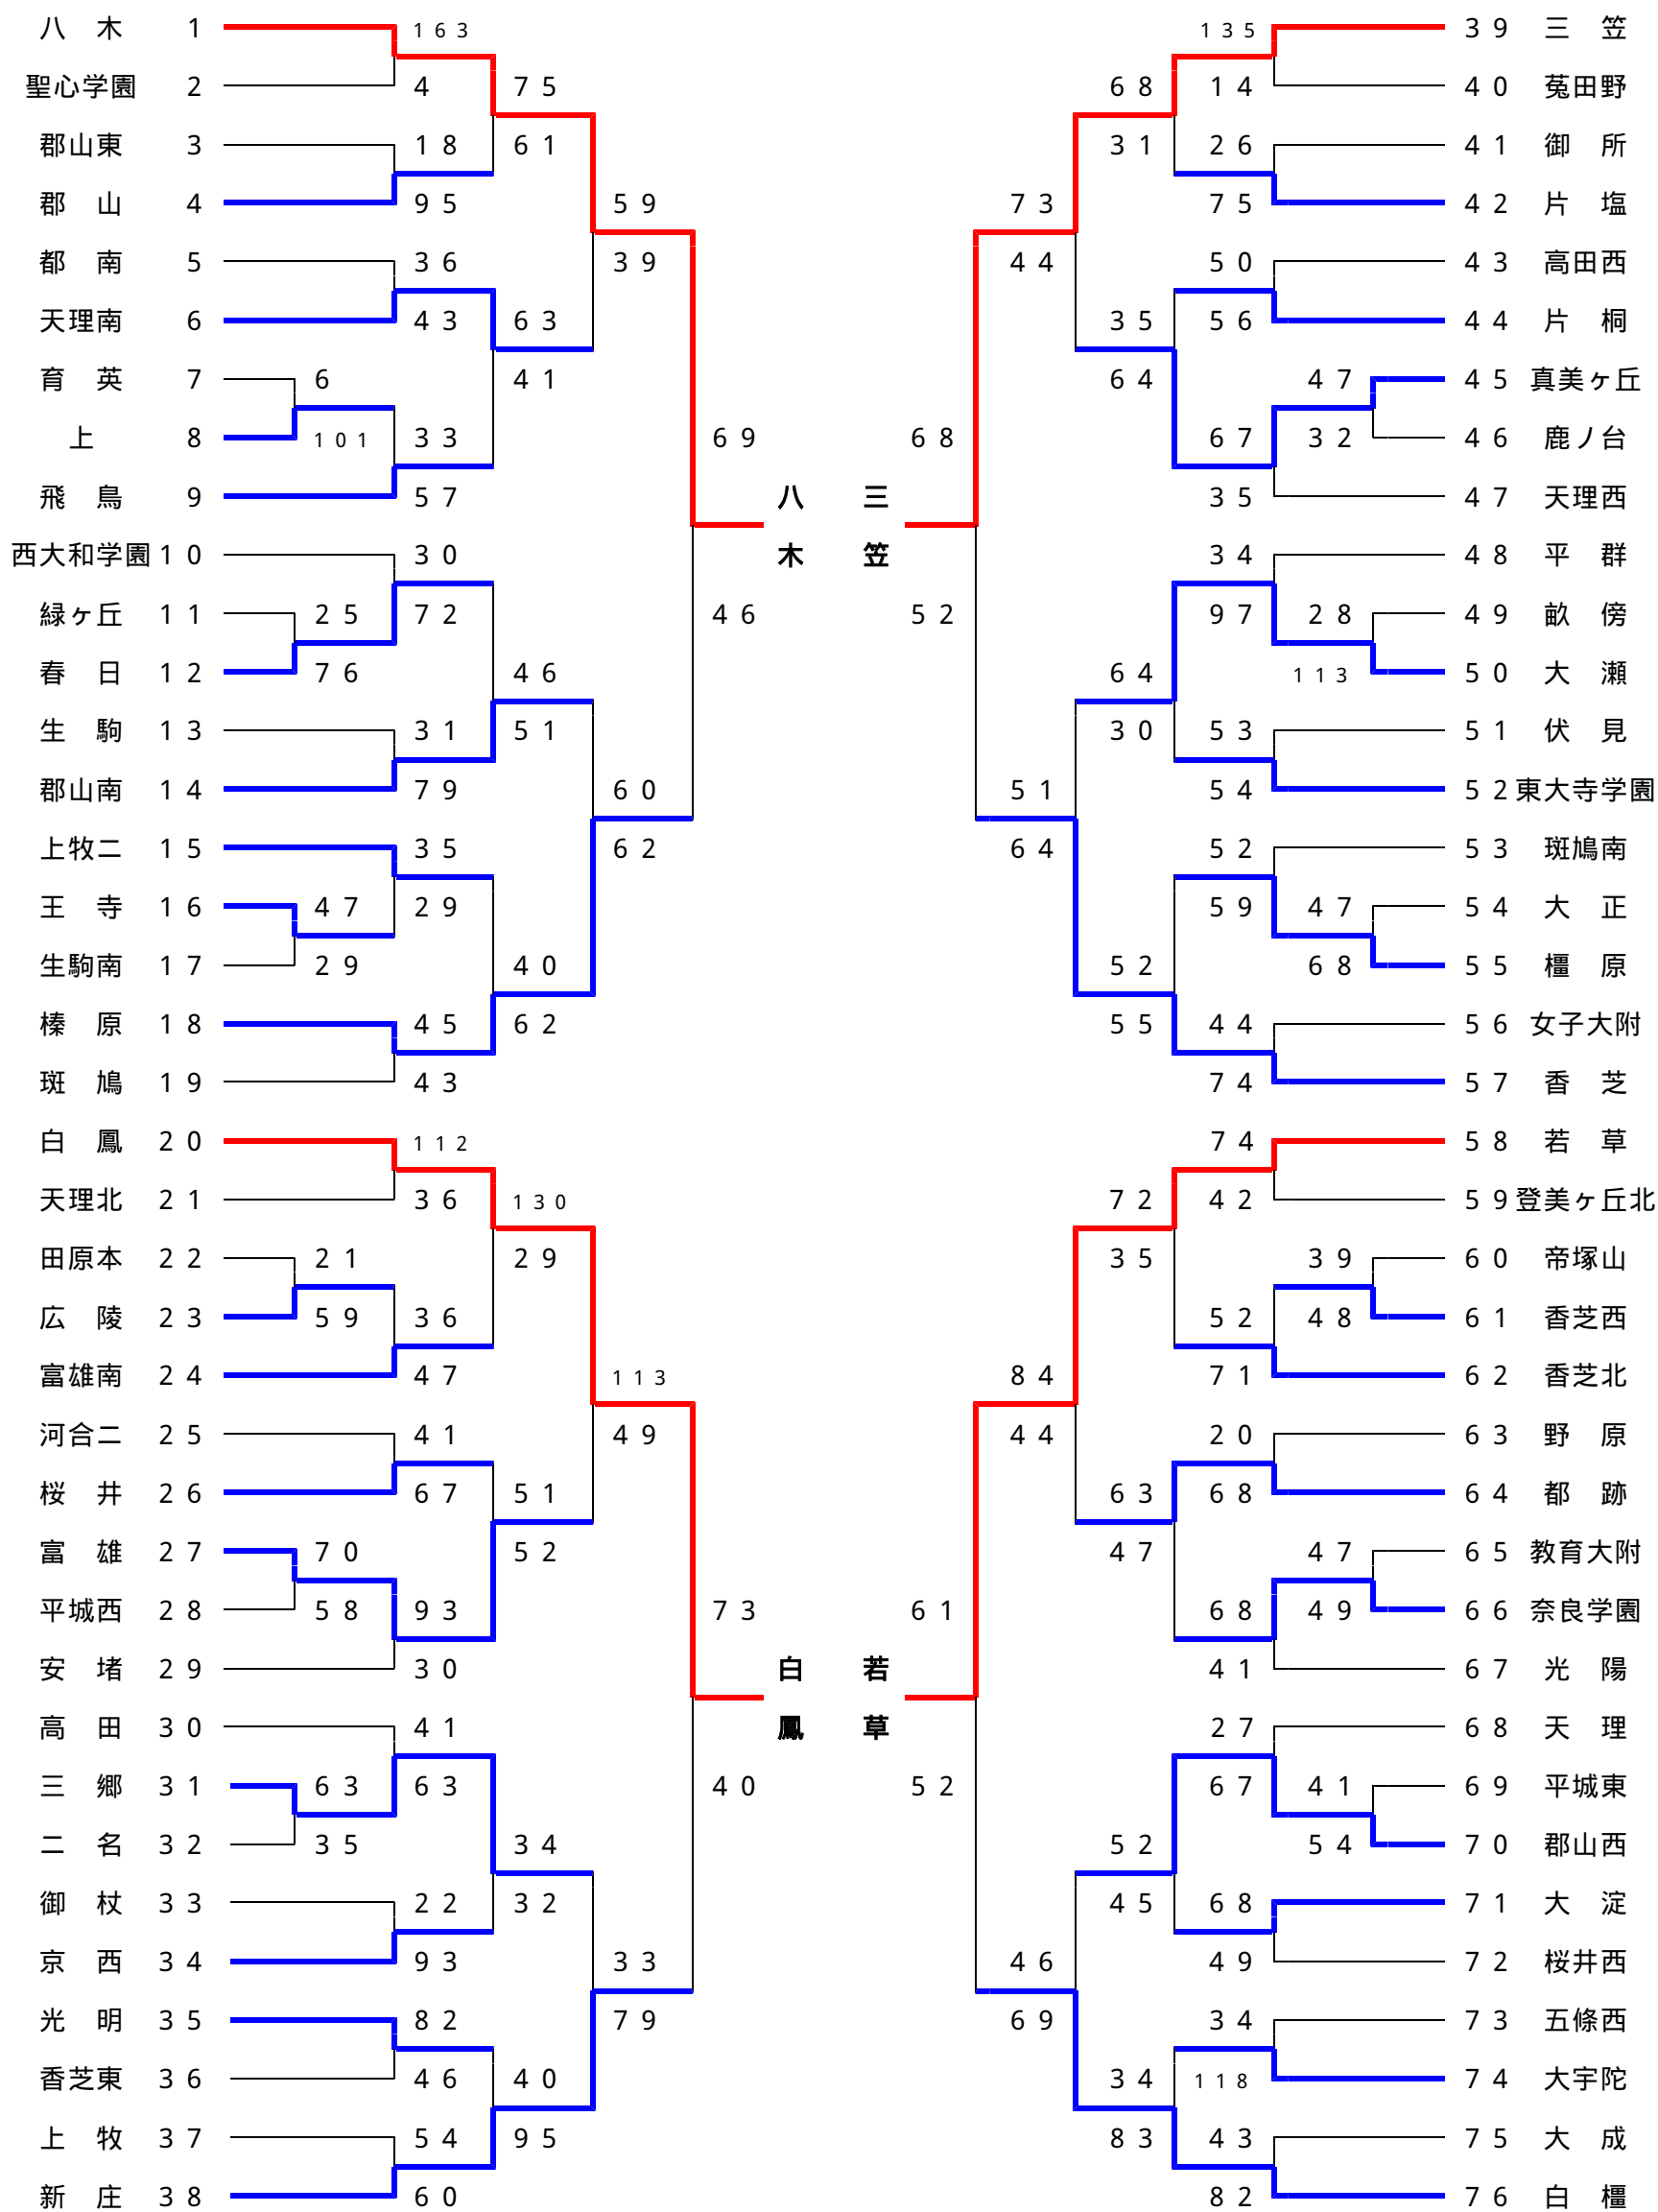 八　木 1 163 135 39 三　笠
聖心学園 2 4 75 68 14 40 菟田野
郡山東 3 18 61 31 26 41 御　所
郡　山 4 95 59 73 75 42 片　塩
都　南 5 36 39 44 50 43 高田西
天理南 6 43 63 35 56 44 片　桐
育　英 7 6 41 64 47 45 真美ヶ丘
上 8 101 33 69 68 67 32 46 鹿ノ台
飛　鳥 9 57 八 三 35 47 天理西
西大和学園 10 30 木 笠 34 48 平　群
緑ヶ丘 11 25 72 46 52 97 28 49 畝　傍
春　日 12 76 46 64 113 50 大　瀬
生　駒 13 31 51 30 53 51 伏　見
郡山南 14 79 60 51 54 52 東大寺学園
上牧二 15 35 62 64 52 53 斑鳩南
王　寺 16 47 29 59 47 54 大　正
生駒南 17 29 40 52 68 55 橿　原
榛　原 18 45 62 55 44 56 女子大附
斑　鳩 19 43 74 57 香　芝
白　鳳 20 112 74 58 若　草
天理北 21 36 130 72 42 59 登美ヶ丘北
田原本 22 21 29 35 39 60 帝塚山
広　陵 23 59 36 52 48 61 香芝西
富雄南 24 47 113 84 71 62 香芝北
河合二 25 41 49 44 20 63 野　原
桜　井 26 67 51 63 68 64 都　跡
富　雄 27 70 52 47 47 65 教育大附
平城西 28 58 93 73 61 68 49 66 奈良学園
安　堵 29 30 白 若 41 67 光　陽
高　田 30 41 鳳 草 27 68 天　理
三　郷 31 63 63 40 52 67 41 69 平城東
二　名 32 35 34 52 54 70 郡山西
御　杖 33 22 32 45 68 71 大　淀
京　西 34 93 33 46 49 72 桜井西
光　明 35 82 79 69 34 73 五條西
香芝東 36 46 40 34 118 74 大宇陀
上　牧 37 54 95 83 43 75 大　成
新　庄 38 60 82 76 白　橿